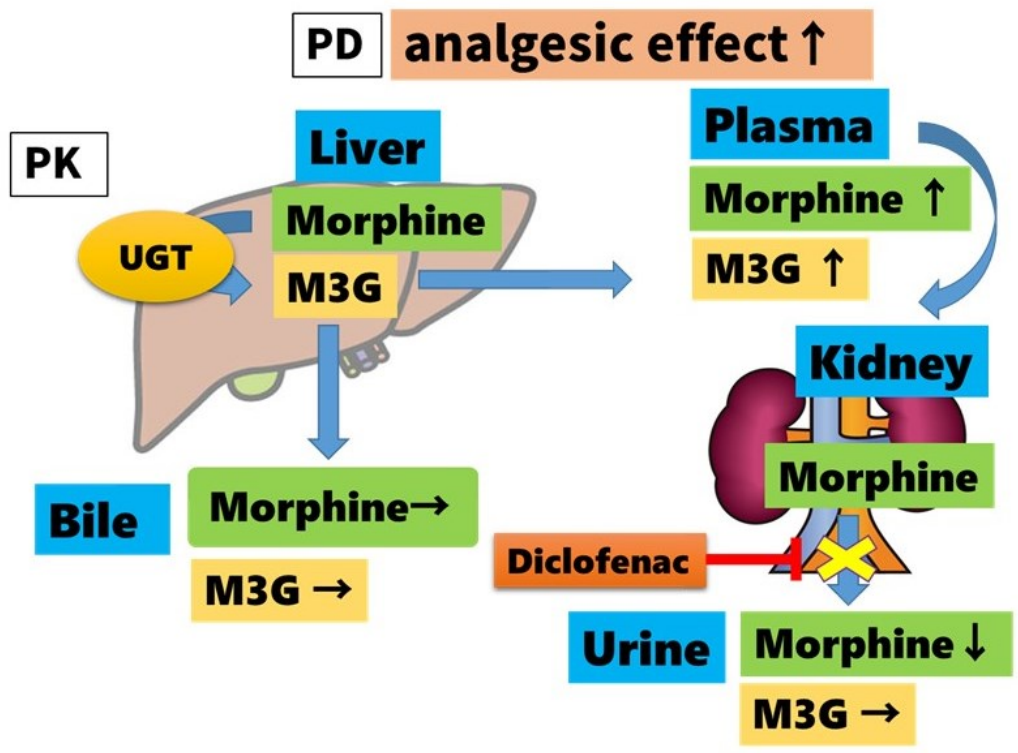 PD
analgesic effect ↑
PK
Liver
Morphine
UGT
M3G
Plasma
Morphine ↑
M3G ↑
Kidney
Morphine
Bile
Morphine→
M3G →
Diclofenac
Urine
Morphine↓
M3G →